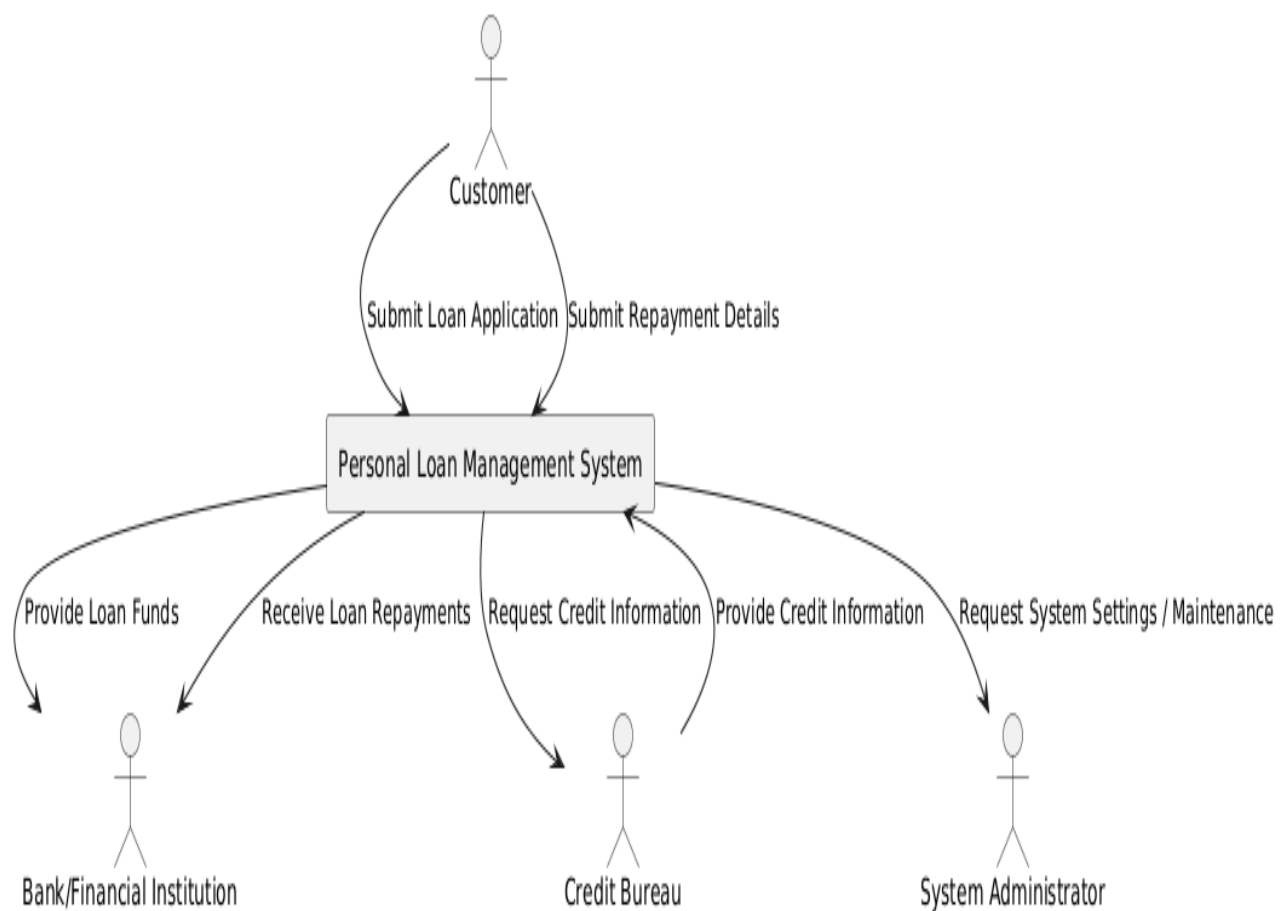 Customer
Submit Loan Application
Submit Repayment Details
Personal Loan Management System
Provide Loan Funds
Receive Loan Repayments
Request Credit Information
Provide Credit Information
Request System Settings / Maintenance
Bank/Financial Institution
Credit Bureau
System Administrator